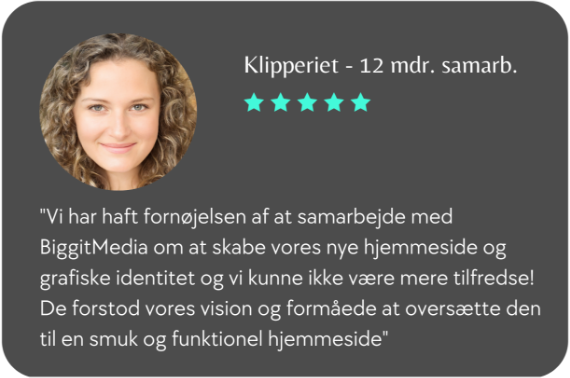 Klipperiet - 12 mdr. samarb.
"Vi har haft fornøjelsen af at samarbejde med
BiggitMedia om at skabe vores nye hjemmeside og
grafiske identitet og vi kunne ikke være mere tilfredse!
De forstod vores vision og formåede at oversætte den
til en smuk og funktionel hjemmeside"